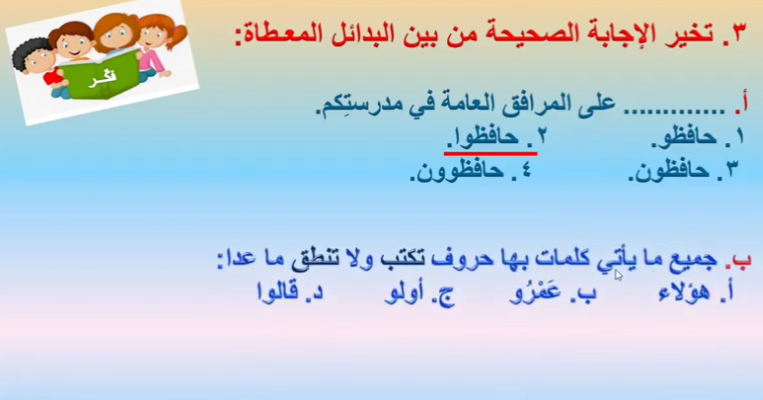 فكر
٣. تخير الإجابة الصحيحة من بين البدائل المعطاة:
أ. ............. على المرافق العامة في مدرستِكم.
١. حافظو. ٢. حافظوا.
٣. حافظون. ٤. حافظوون.
ب. جميع ما يأتي كلمات بها حروف تكتب ولا تنطق ما عدا:
أ. هؤلاء ب. عَمْرُو ج. أولو د. قالوا